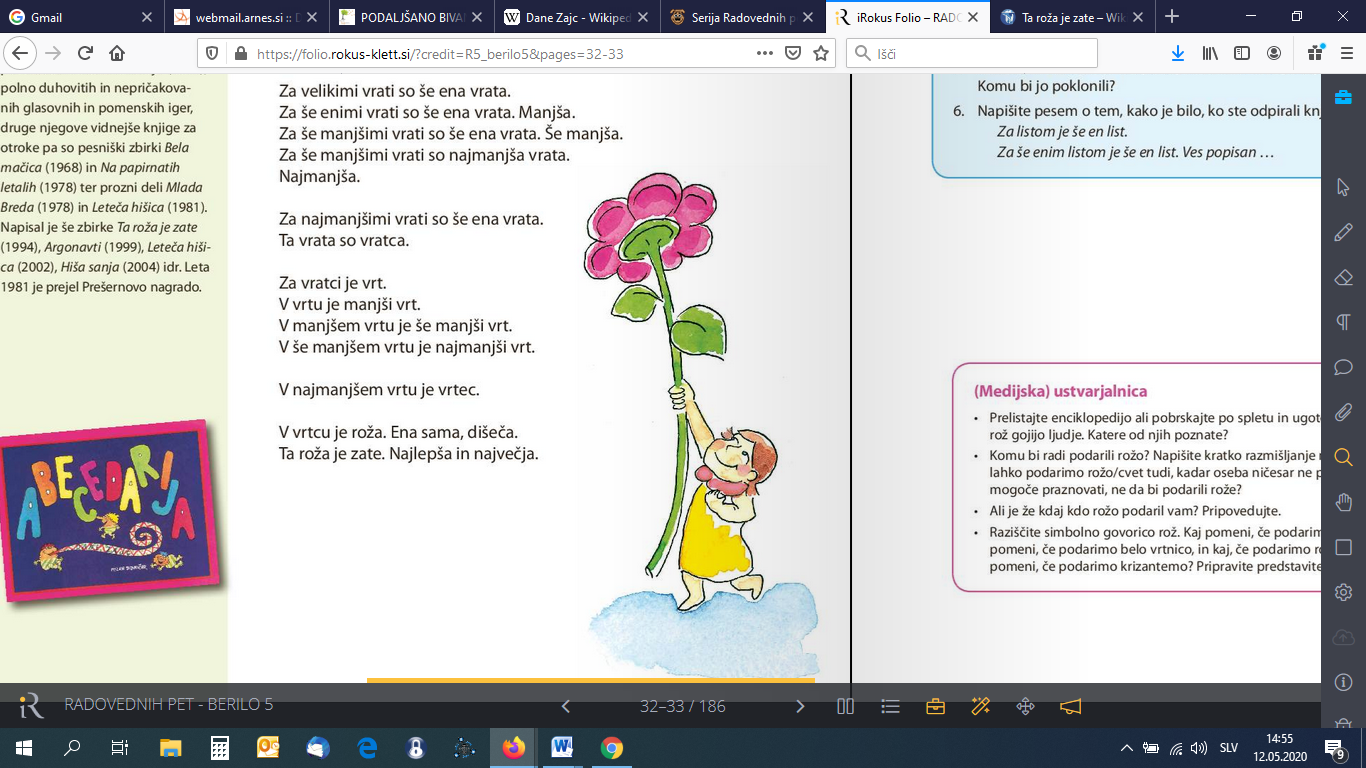 Gmail
webmail.arnes.si :: D
PODALJŠANO BIVA
Dane Zajc - Wikiped
Serija Radovednih p
iRokus Folio – RADO
Ta roža je zate – Wik
https://folio.rokus-klett.si/?credit=R5_berilo5&pages=32-33
Išči
polno duhovitih in nepričakova-
nih glasovnih in pomenskih iger,
druge njegove vidnejše knjige za
otroke pa so pesniški zbirki Bela
mačica (1968) in Na papirnatih
letalih (1978) ter prozni deli Mlada
Breda (1978) in Leteča hišica (1981).
Napisal je še zbirke Ta roža je zate
(1994), Argonavti (1999), Leteča hiši-
ca (2002), Hiša sanja (2004) idr. Leta
1981 je prejel Prešernovo nagrado.
ABECEDARIJA
Za velikimi vrati so še ena vrata.
Za še enimi vrati so še ena vrata. Manjša.
Za še manjšimi vrati so še ena vrata. Še manjša.
Za še manjšimi vrati so najmanjša vrata.
Najmanjša.
Za najmanjšimi vrati so še ena vrata.
Ta vrata so vratca.
Za vratci je vrt.
V vrtu je manjši vrt.
V manjšem vrtu je še manjši vrt.
V še manjšem vrtu je najmanjši vrt.
V najmanjšem vrtu je vrtec.
V vrtcu je roža. Ena sama, dišeča.
Ta roža je zate. Najlepša in največja.
Komu bi jo poklonili?
6. Napišite pesem o tem, kako je bilo, ko ste odpirali knj
Za listom je še en list.
Za še enim listom je še en list. Ves popisan …
(Medijska) ustvarjalnica
• Prelistajte enciklopedijo ali pobrskajte po spletu in ugoto
rož gojijo ljudje. Katere od njih poznate?
• Komu bi radi podarili rožo? Napišite kratko razmišljanje
lahko podarimo rožo/cvet tudi, kadar oseba ničesar ne p
mogoče praznovati, ne da bi podarili rože?
• Ali je že kdaj kdo rožo podaril vam? Pripovedujte.
• Raziščite simbolno govorico rož. Kaj pomeni, če podarim
pomeni, če podarimo belo vrtnico, in kaj, če podarimo r
pomeni, če podarimo krizantemo? Pripravite predstavite
iR RADOVEDNIH PET - BERILO 5
32–33 / 186
SLV
14:55
12.05.2020
9